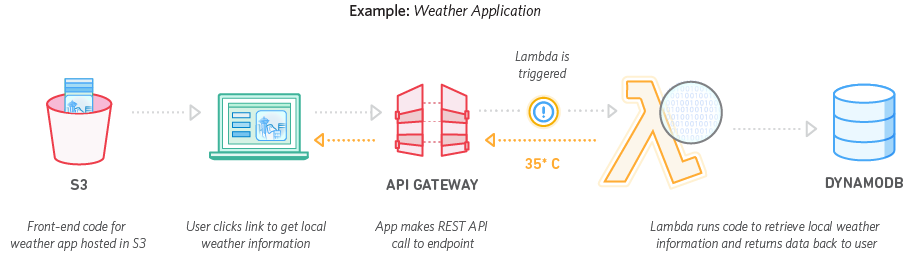 Example: Weather Application
Lambda is
triggered
35° C
S3
API GATEWAY
DYNAMODB
Front-end code for
weather app hosted in S3
User clicks link to get local
weather information
App makes REST API
call to endpoint
Lambda runs code to retrieve local weather
information and returns data back to user